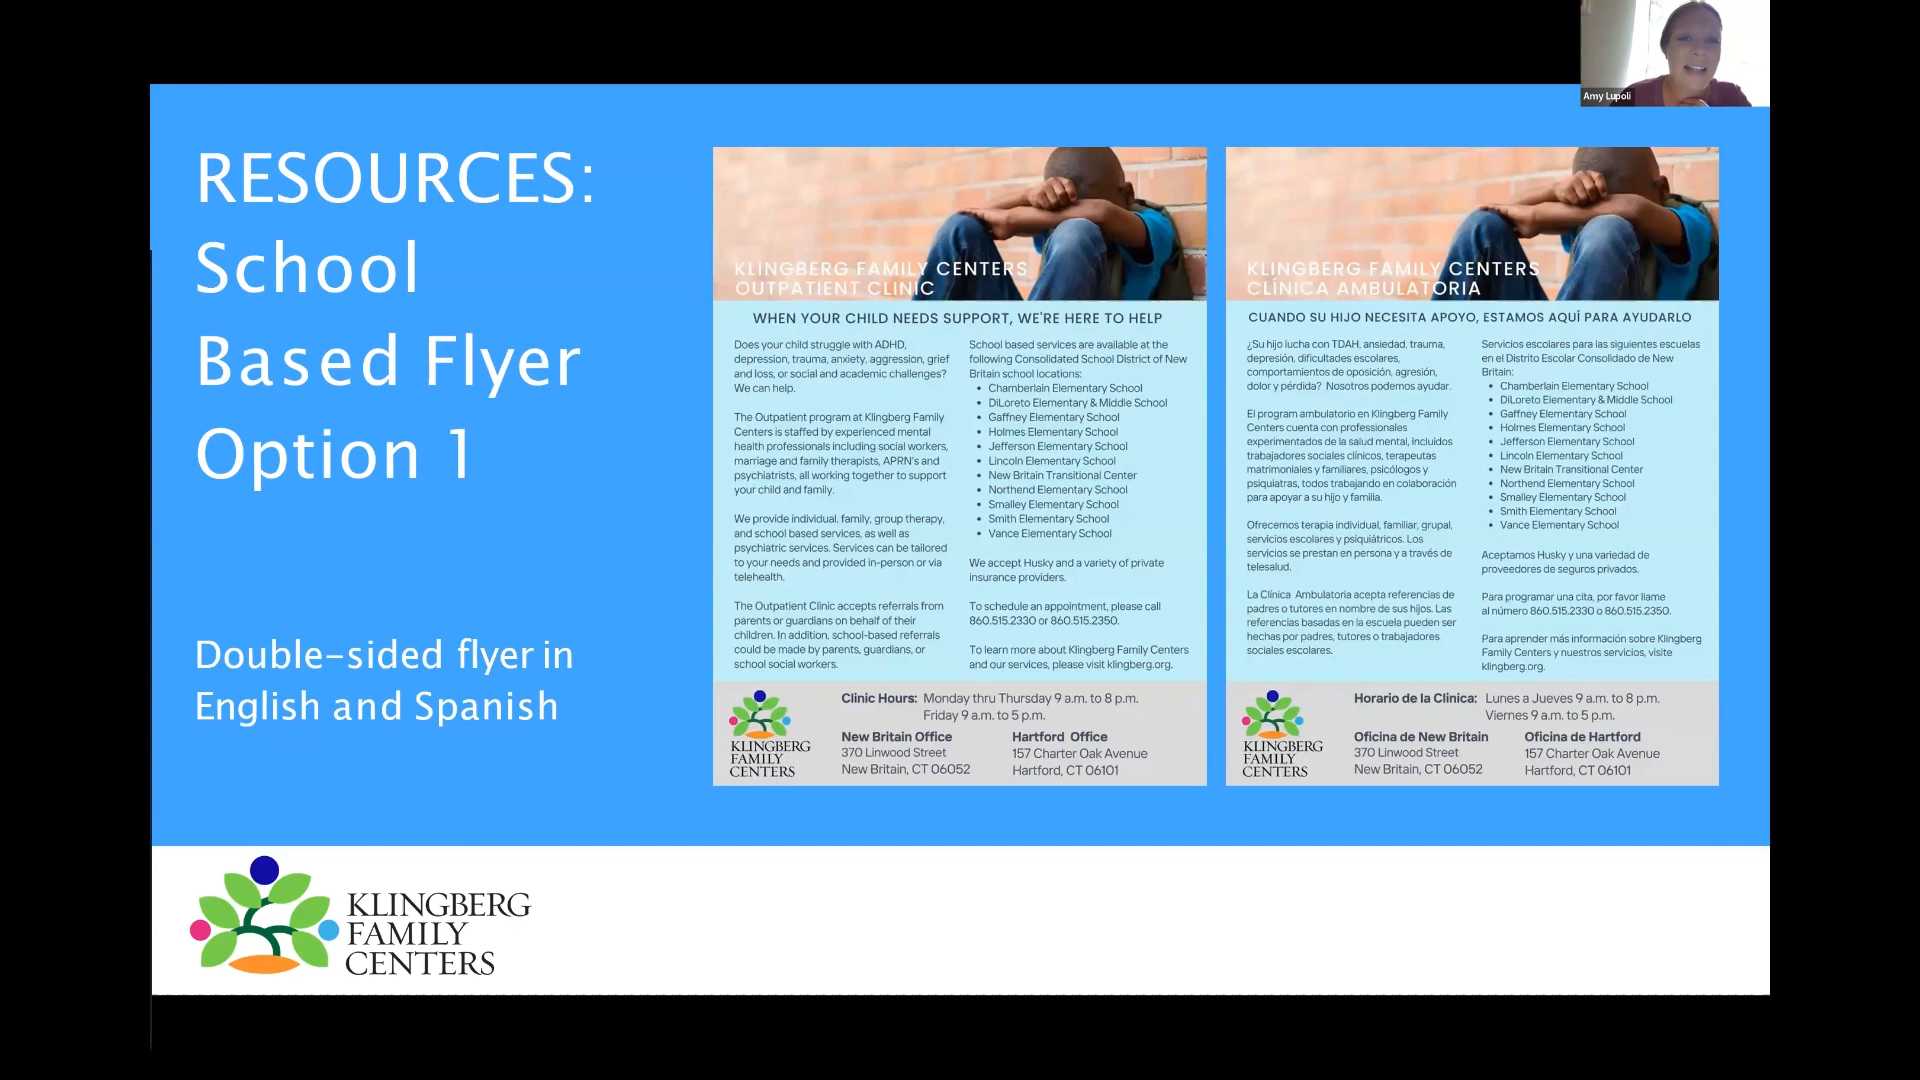 Amy Lupoli
RESOURCES:
School
Based Flyer
Option 1
Double-sided flyer in
English and Spanish
KLINGBERG FAMILY CENTERS
OUTPATIENT CLINIC
WHEN YOUR CHILD NEEDS SUPPORT, WE'RE HERE TO HELP
Does your child struggle with ADHD,
depression, trauma, anxiety, aggression, grief
and loss, or social and academic challenges?
We can help.
The Outpatient program at Klingberg Family
Centers is staffed by experienced mental
health professionals including social workers,
marriage and family therapists, APRN's and
psychiatrists, all working together to support
your child and family.
We provide individual, family, group therapy,
and school based services, as well as
psychiatric services. Services can be tailored
to your needs and provided in-person or via
telehealth.
The Outpatient Clinic accepts referrals from
parents or guardians on behalf of their
children. In addition, school-based referrals
could be made by parents, guardians, or
school social workers.
School based services are available at the
following Consolidated School District of New
Britain school locations:
• Chamberlain Elementary School
• DiLoreto Elementary & Middle School
• Gaffney Elementary School
• Holmes Elementary School
• Jefferson Elementary School
• Lincoln Elementary School
• New Britain Transitional Center
• Northend Elementary School
• Smalley Elementary School
• Smith Elementary School
• Vance Elementary School
We accept Husky and a variety of private
insurance providers.
To schedule an appointment, please call
860.515.2330 or 860.515.2350.
To learn more about Klingberg Family Centers
and our services, please visit klingberg.org.
KLINGBERG
FAMILY
CENTERS
Clinic Hours: Monday thru Thursday 9 a.m. to 8 p.m.
Friday 9 a.m. to 5 p.m.
New Britain Office
370 Linwood Street
New Britain, CT 06052
Hartford Office
157 Charter Oak Avenue
Hartford, CT 06101
KLINGBERG FAMILY CENTERS
CLÍNICA AMBULATORIA
CUANDO SU HIJO NECESITA APOYO, ESTAMOS AQUÍ PARA AYUDARLO
¿Su hijo lucha con TDAH, ansiedad, trauma,
depresión, dificultades escolares,
comportamientos de oposición, agresión,
dolor y pérdida? Nosotros podemos ayudar.
El program ambulatorio en Klingberg Family
Centers cuenta con professionales
experimentados de la salud mental, incluidos
trabajadores sociales clínicos, terapeutas
matrimoniales y familiares, psicólogos y
psiquiatras, todos trabajando en colaboración
para apoyar a su hijo y familia.
Ofrecemos terapia individual, familiar, grupal,
servicios escolares y psiquiátricos. Los
servicios se prestan en persona y a través de
telesalud.
La Clínica Ambulatoria acepta referencias de
padres o tutores en nombre de sus hijos. Las
referencias basadas en la escuela pueden ser
hechas por padres, tutores o trabajadores
sociales escolares.
Servicios escolares para las siguientes escuelas
en el Distrito Escolar Consolidado de New
Britain:
• Chamberlain Elementary School
• DiLoreto Elementary & Middle School
• Gaffney Elementary School
• Holmes Elementary School
• Jefferson Elementary School
• Lincoln Elementary School
• New Britain Transitional Center
• Northend Elementary School
• Smalley Elementary School
• Smith Elementary School
• Vance Elementary School
Aceptamos Husky y una variedad de
proveedores de seguros privados.
Para programar una cita, por favor llame
al número 860.515.2330 o 860.515.2350.
Para aprender más información sobre Klingberg
Family Centers y nuestros servicios, visite
klingberg.org.
KLINGBERG
FAMILY
CENTERS
Horario de la Clínica: Lunes a Jueves 9 a.m. to 8 p.m.
Viernes 9 a.m. to 5 p.m.
Oficina de New Britain
370 Linwood Street
New Britain, CT 06052
Oficina de Hartford
157 Charter Oak Avenue
Hartford, CT 06101
KLINGBERG
FAMILY
CENTERS